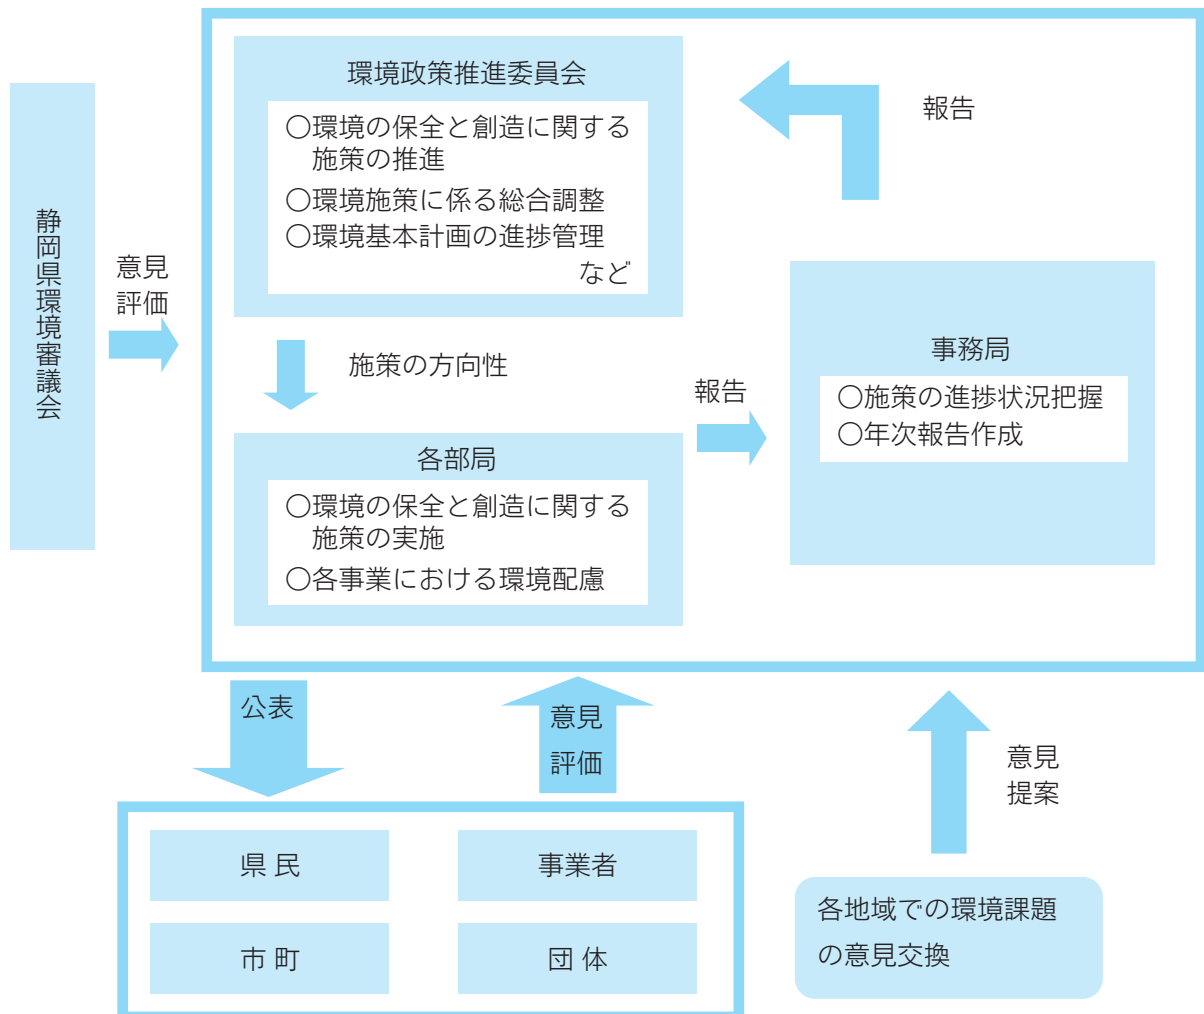 環境政策推進委員会
〇環境の保全と創造に関する
施策の推進
〇環境施策に係る総合調整
〇環境基本計画の進捗管理
など
報告
静岡県環境審議会
意見
評価
施策の方向性
報告
事務局
〇施策の進捗状況把握
〇年次報告作成
各部局
〇環境の保全と創造に関する
施策の実施
〇各事業における環境配慮
公表
意見
評価
意見
提案
県 民
事業者
市 町
団 体
各地域での環境課題
の意見交換